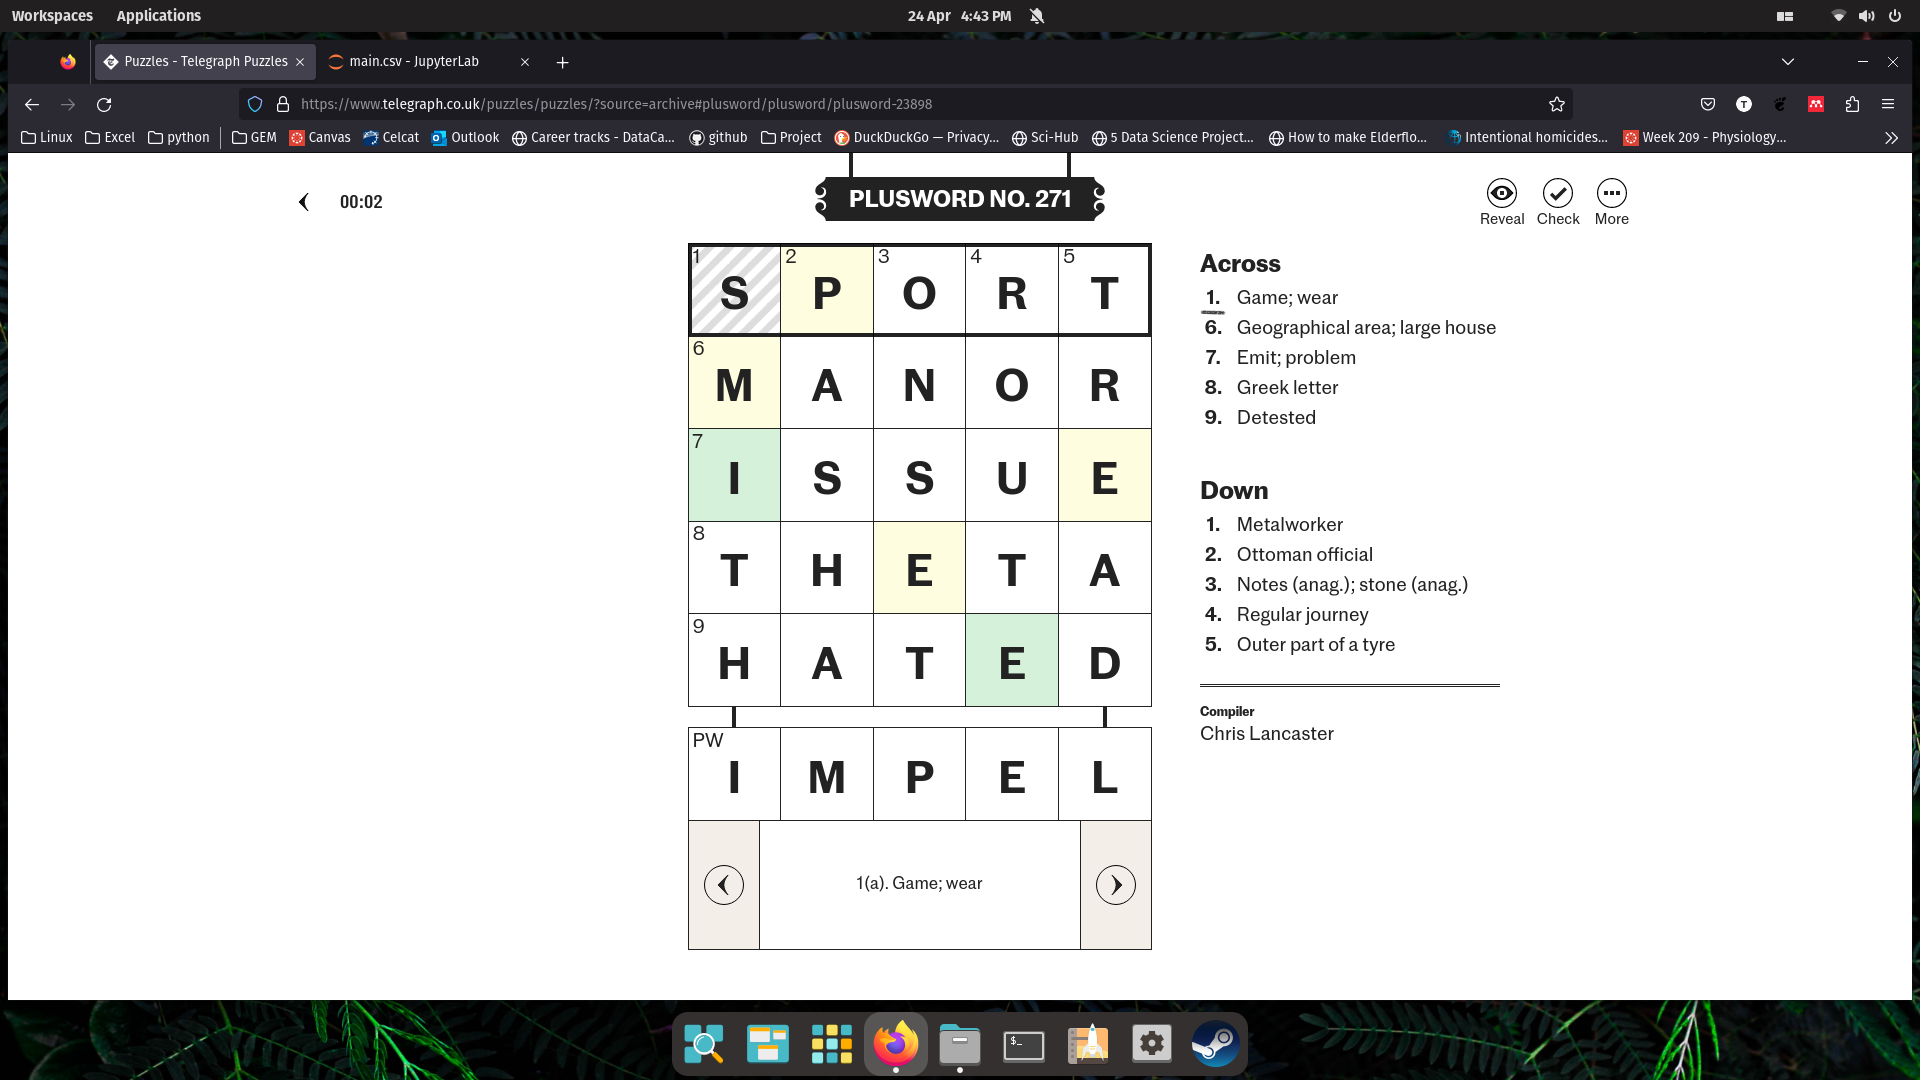 Workspaces Applications 24 Apr 4:43 PM
Puzzles - Telegraph Puzzles main.csv - JupyterLab
https://www.telegraph.co.uk/puzzles/puzzles/?source=archive#plusword/plusword/plusword-23898
Linux Excel python GEM Canvas Celcat Outlook Career tracks - DataCa... github Project DuckDuckGo — Privacy... Sci-Hub 5 Data Science Project... How to make Elderflo... Intentional homicides... Week 209 - Physiology...
00:02
PLUSWORD NO. 271
Reveal Check More
1 S 2 P 3 O 4 R 5 T
6 M A N O R
7 I S S U E
8 T H E T A
9 H A T E D
PW I M P E L
1(a). Game; wear
Across
1. Game; wear
6. Geographical area; large house
7. Emit; problem
8. Greek letter
9. Detested
Down
1. Metalworker
2. Ottoman official
3. Notes (anag.); stone (anag.)
4. Regular journey
5. Outer part of a tyre
Compiler
Chris Lancaster